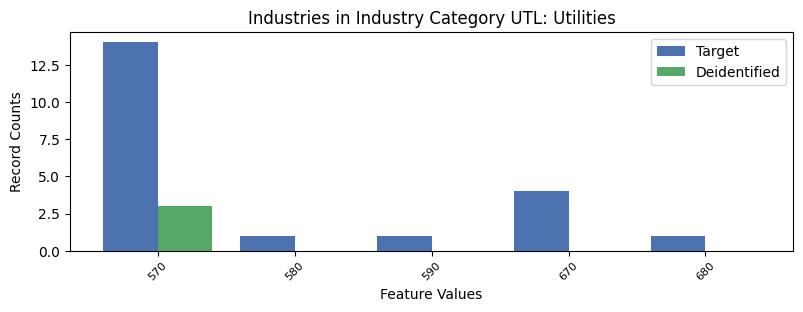 Industries in Industry Category UTL: Utilities
Target
Deidentified
Record Counts
12.5
10.0
7.5
5.0
2.5
0.0
570
580
590
670
680
Feature Values